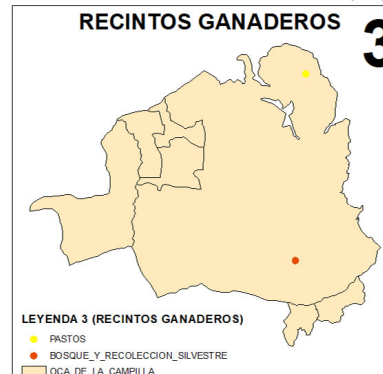 RECINTOS GANADEROS
3
LEYENDA 3 (RECINTOS GANADEROS)
PASTOS
BOSQUE_Y_RECOLECCION_SILVESTRE
OCA_DE_LA_CAMPILLA